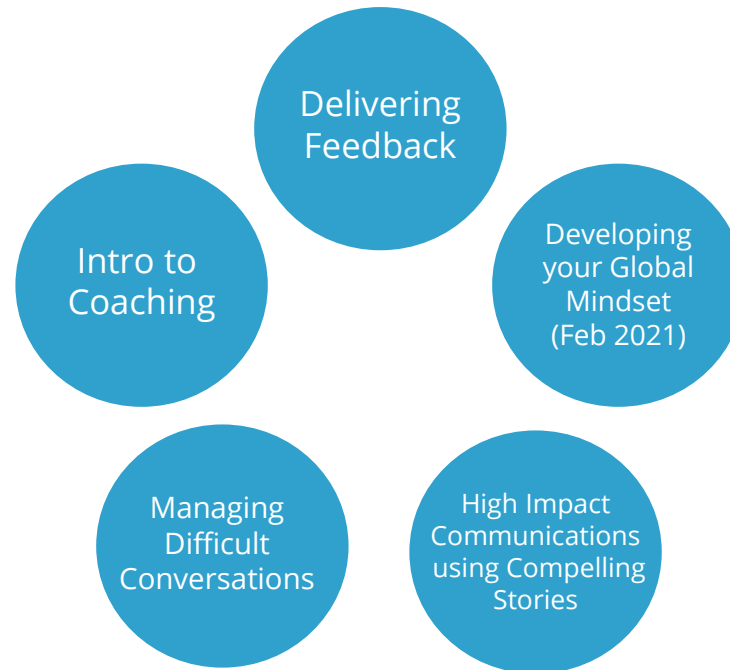 Delivering
Feedback
Intro to
Coaching
Developing
your Global
Mindset
(Feb 2021)
Managing
Difficult
Conversations
High Impact
Communications
using Compelling
Stories